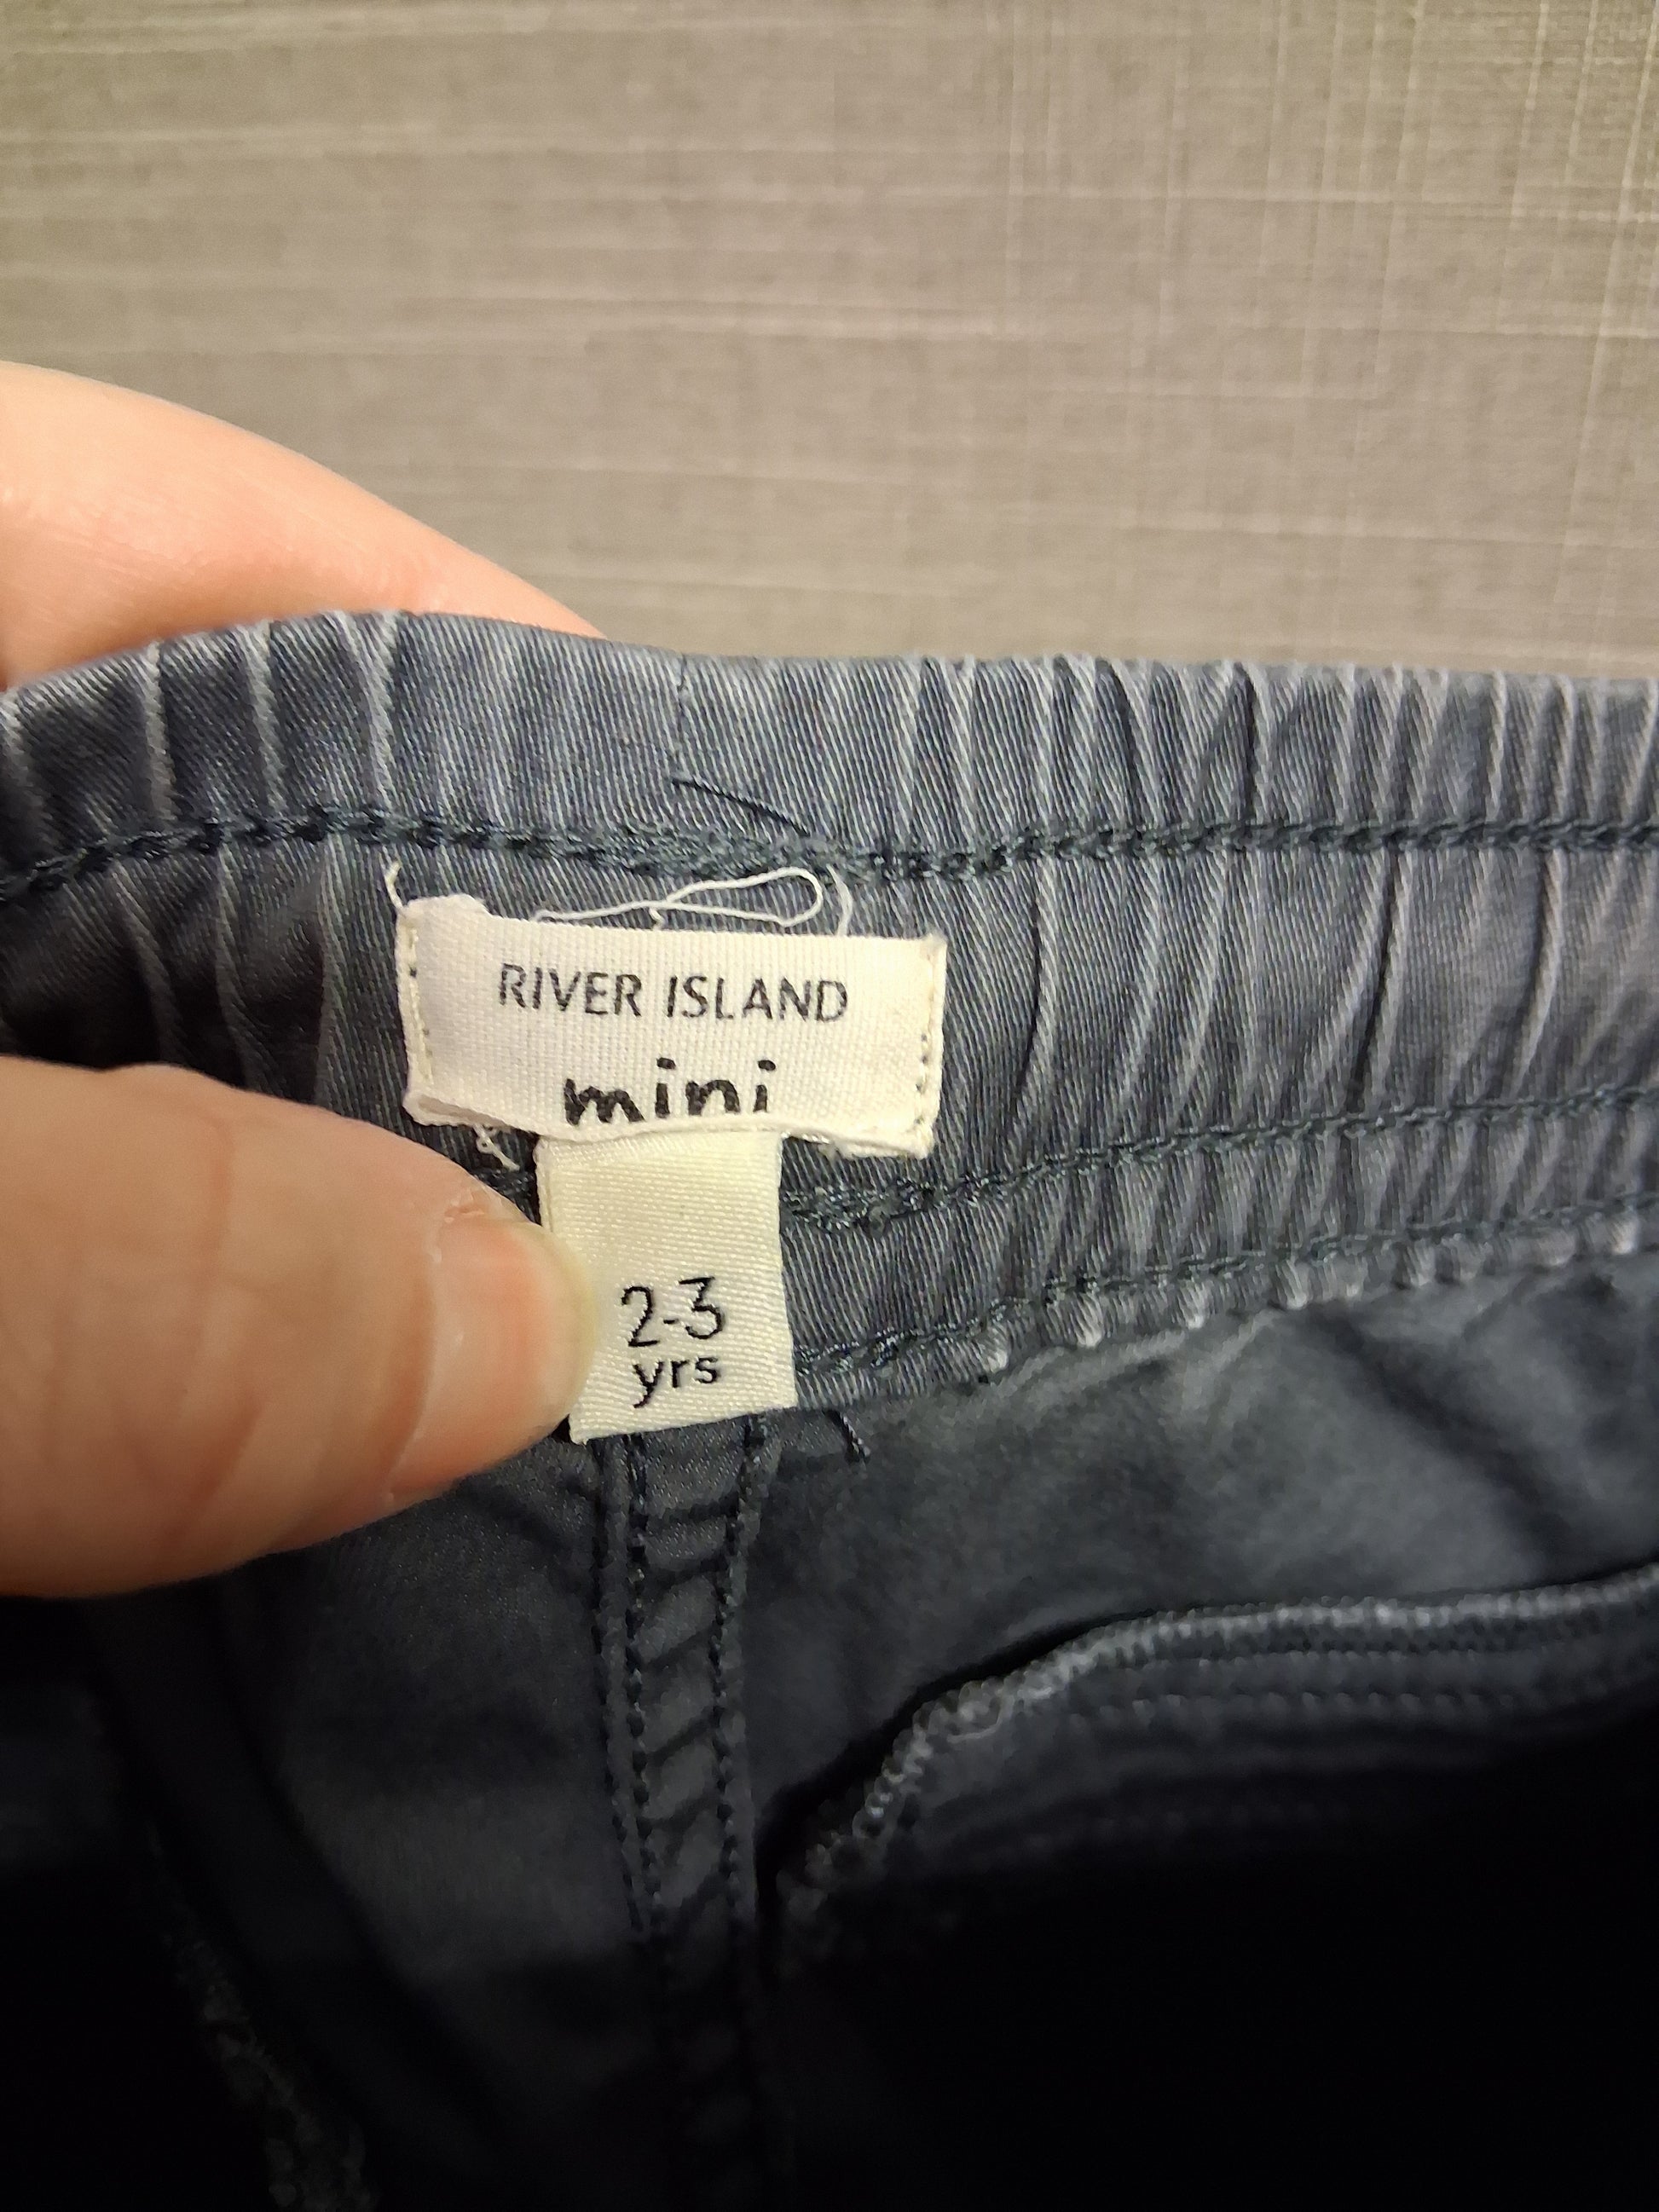 RIVER ISLAND
mini
2-3
yrs